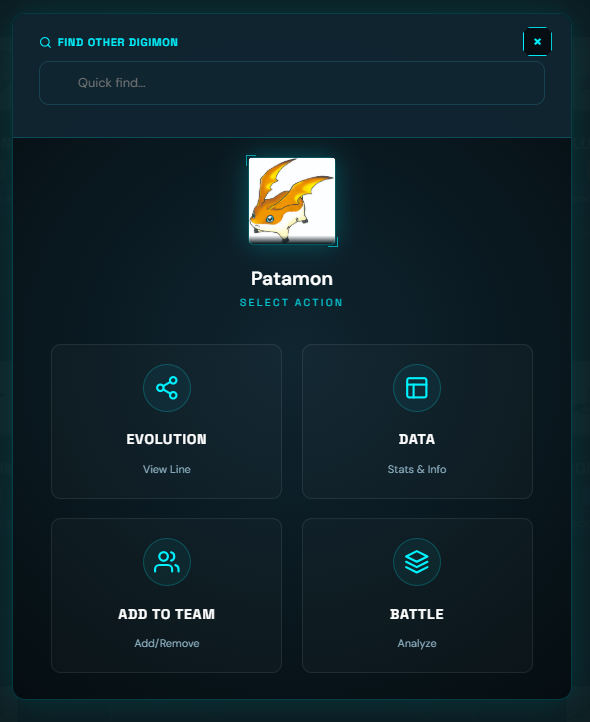 FIND OTHER DIGIMON
Quick find...
Patamon
SELECT ACTION
EVOLUTION
View Line
DATA
Stats & Info
ADD TO TEAM
Add/Remove
BATTLE
Analyze